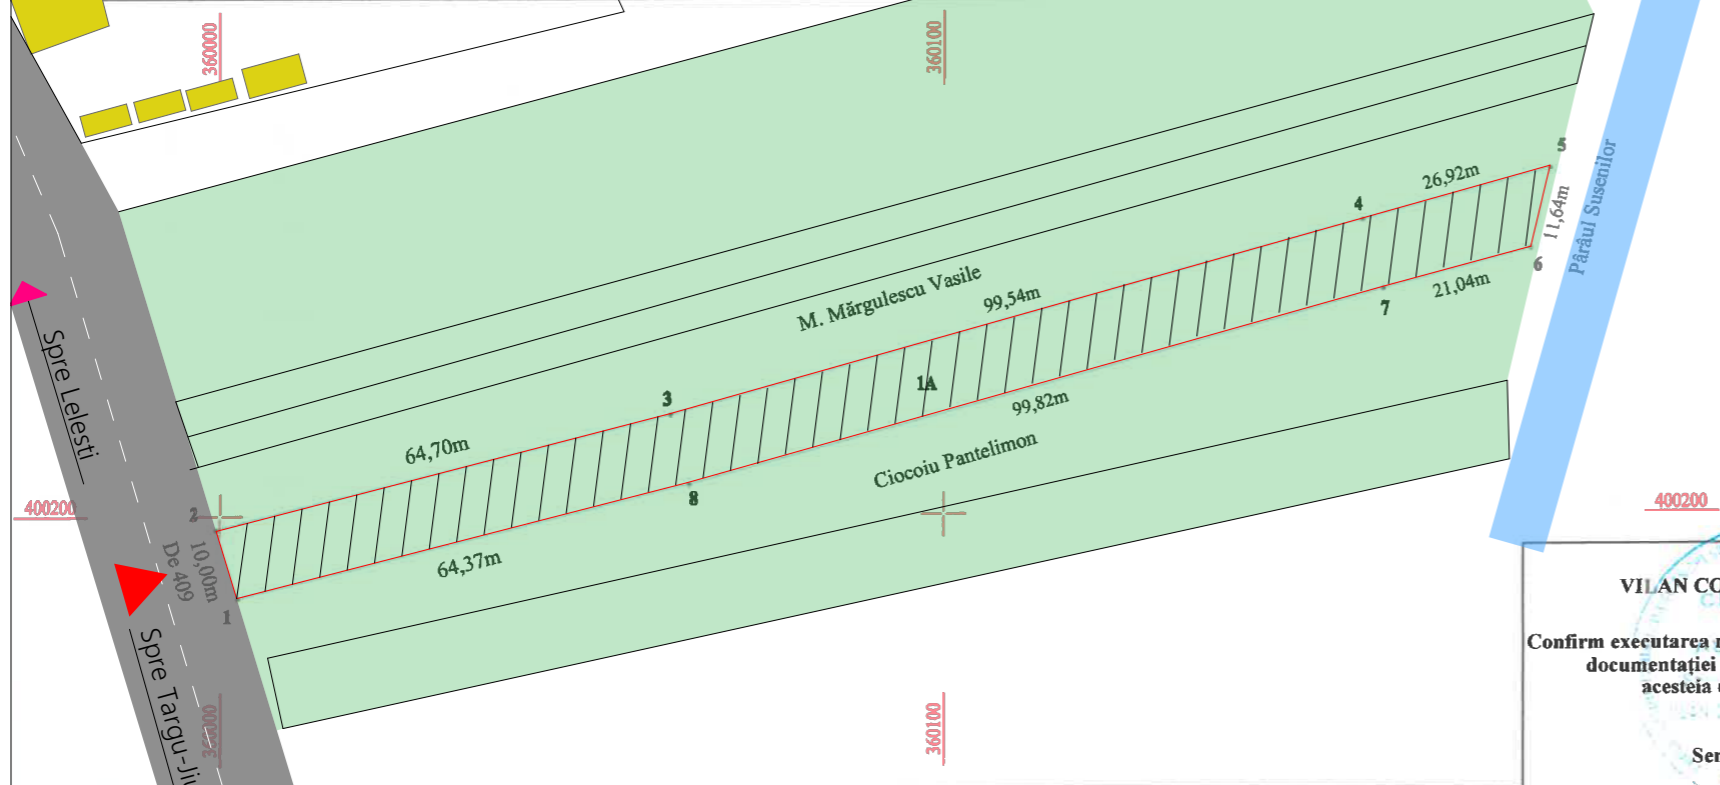 360000
360100
5
Pârâul Susenilor
26,92m
11,64m
4
6
M. Mărgulescu Vasile
99,54m
21,04m
7
Spre Lelesti
1A
3
99,82m
64,70m
Ciocoiu Pantelimon
8
400200
400200
2
10,00m
De 409
64,37m
1
VILAN CO
Confirm executarea
documentației
acesteia
Spre Targu-Jiu
360000
360100
Ser